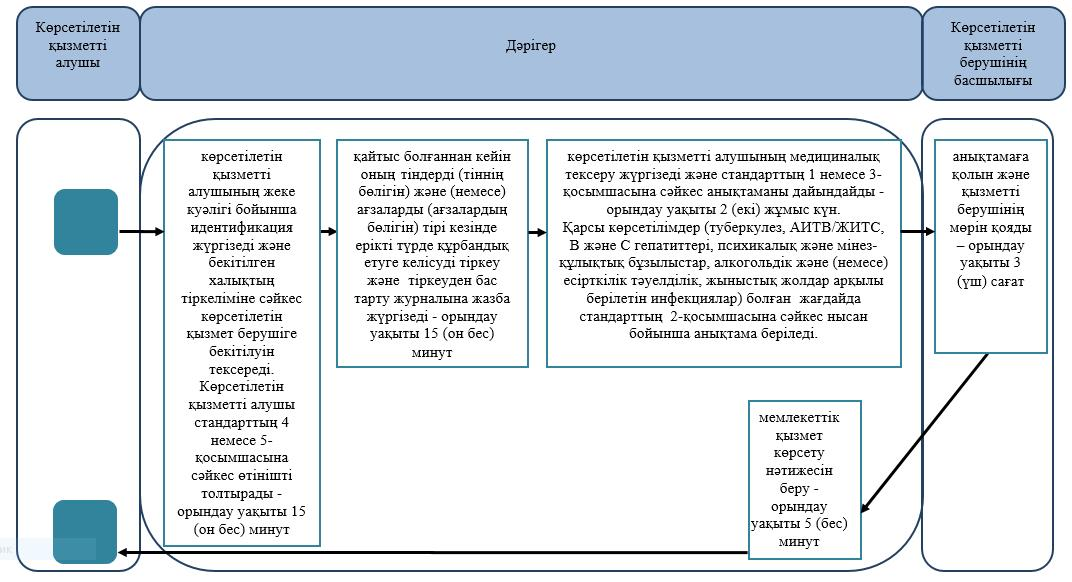 Көрсетілетін
қызметті
алушы
Дәрігер
Көрсетілетін
қызметті
берушінің
басшылығы
көрсетілетін
қызметті
алушының жеке
куәлігі бойынша
идентификация
жүргізеді және
бекітілген
халықтың
тіркеліміне сәйкес
көрсетілетін
қызмет берушіге
бекітілуін
тексереді.
Көрсетілетін
қызметті алушы
стандарттың 4
немесе 5-
қосымшасына
сәйкес өтінішті
толтырады -
орындау уақыты 15
(он бес) минут
қайтыс болғаннан кейін
оның тіндерді (тіннің
бөлігін) және (немесе)
ағзаларды (ағзалардың
бөлігін) тірі кезінде
ерікті түрде құрбандық
етуге келісуді тіркеу
және тіркеуден бас
тарту журналына жазба
жүргізеді - орындау
уақыты 15 (он бес)
минут
көрсетілетін қызметті алушының медициналық
тексеру жүргізеді және стандарттың 1 немесе 3-
қосымшасына сәйкес анықтаманы дайындайды -
орындау уақыты 2 (екі) жұмыс күн.
Қарсы көрсетілімдер (туберкулез, АИТВ/ЖИТС,
В және С гепатиттері, психикалық және мінез-
құлықтық бұзылыстар, алкогольдік және (немесе)
есірткілік тәуелділік, жыныстық жолдар арқылы
берілетін инфекциялар) болған жағдайда
стандарттың 2-қосымшасына сәйкес нысан
бойынша анықтама беріледі.
анықтамаға
қолын және
қызметті
берушінің
мөрін қояды
– орындау
уақыты 3
(үш) сағат
мемлекеттік
қызмет
көрсету
нәтижесін
беру -
орындау
уақыты 5 (бес)
минут